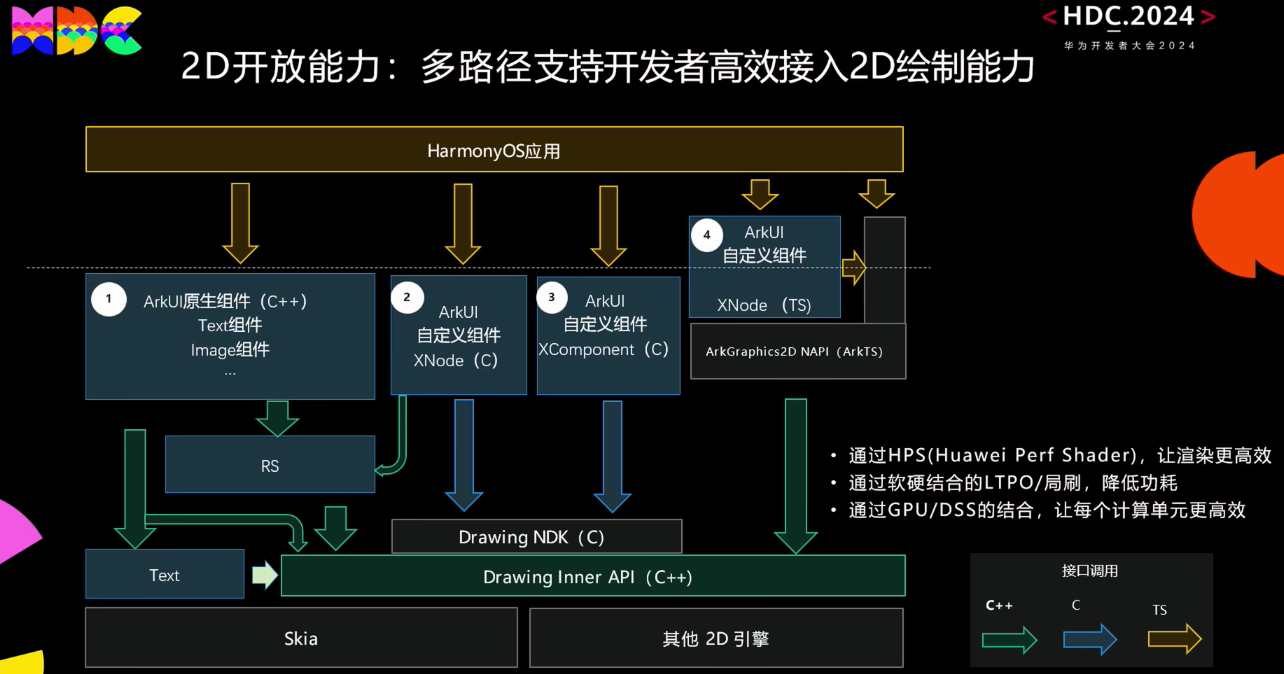 HDC
< HDC.2024 >
华为开发者大会2024
2D开放能力：多路径支持开发者高效接入2D绘制能力
HarmonyOS应用
1
ArkUI原生组件（C++）
Text组件
Image组件
...
2
ArkUI
自定义组件
XNode（C）
3
ArkUI
自定义组件
XComponent（C）
4
ArkUI
自定义组件
XNode （TS）
ArkGraphics2D NAPI（ArkTS）
RS
Drawing NDK（C）
Text
Drawing Inner API（C++）
Skia
其他 2D 引擎
• 通过HPS(Huawei Perf Shader)，让渲染更高效
• 通过软硬结合的LTPO/局刷，降低功耗
• 通过GPU/DSS的结合，让每个计算单元更高效
接口调用
C++
C
TS